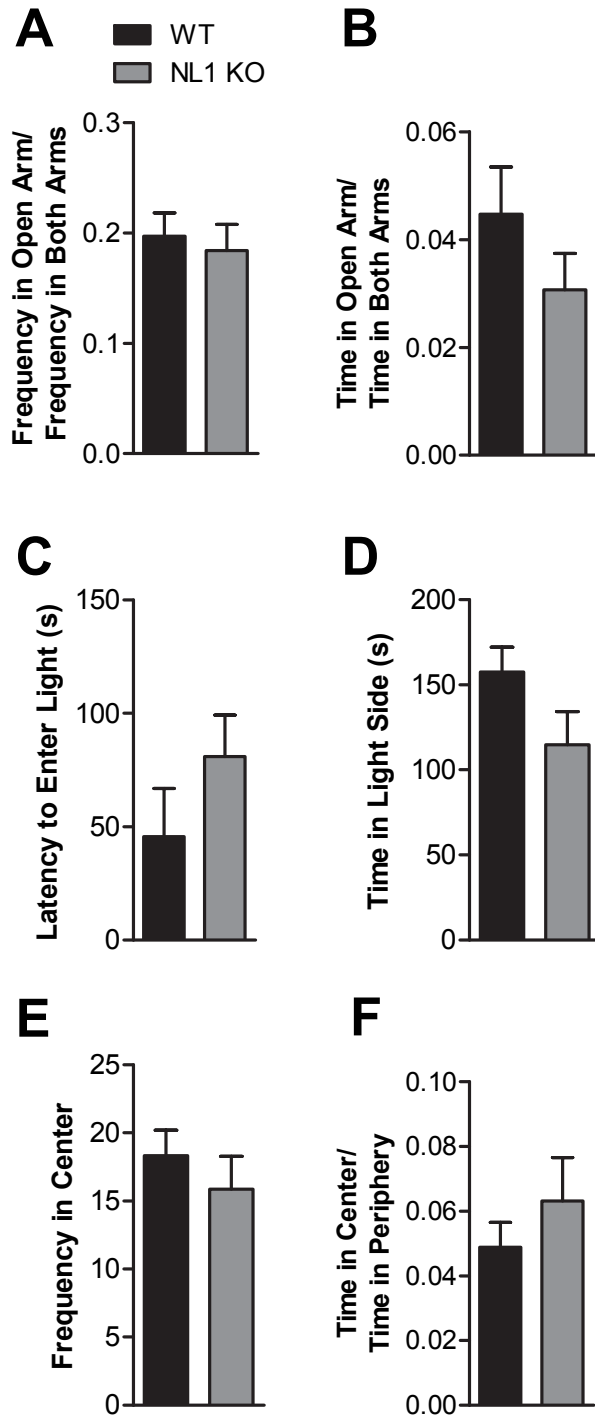 A
WT
NL1 KO
Frequency in Open Arm/
Frequency in Both Arms
0.3
0.2
0.1
0.0
B
Time in Open Arm/
Time in Both Arms
0.06
0.04
0.02
0.00
C
Latency to Enter Light (s)
150
100
50
0
D
Time in Light Side (s)
200
150
100
50
0
E
Frequency in Center
25
20
15
10
5
0
F
Time in Center/
Time in Periphery
0.10
0.08
0.06
0.04
0.02
0.00